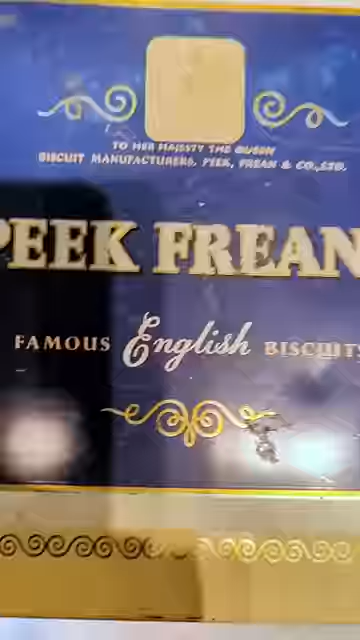 TO HER MAJESTY THE QUEEN
BISCUIT MANUFACTURERS, PEEK, FREAN & CO., LTD.
PEEK FREAN
FAMOUS English BISCUITS